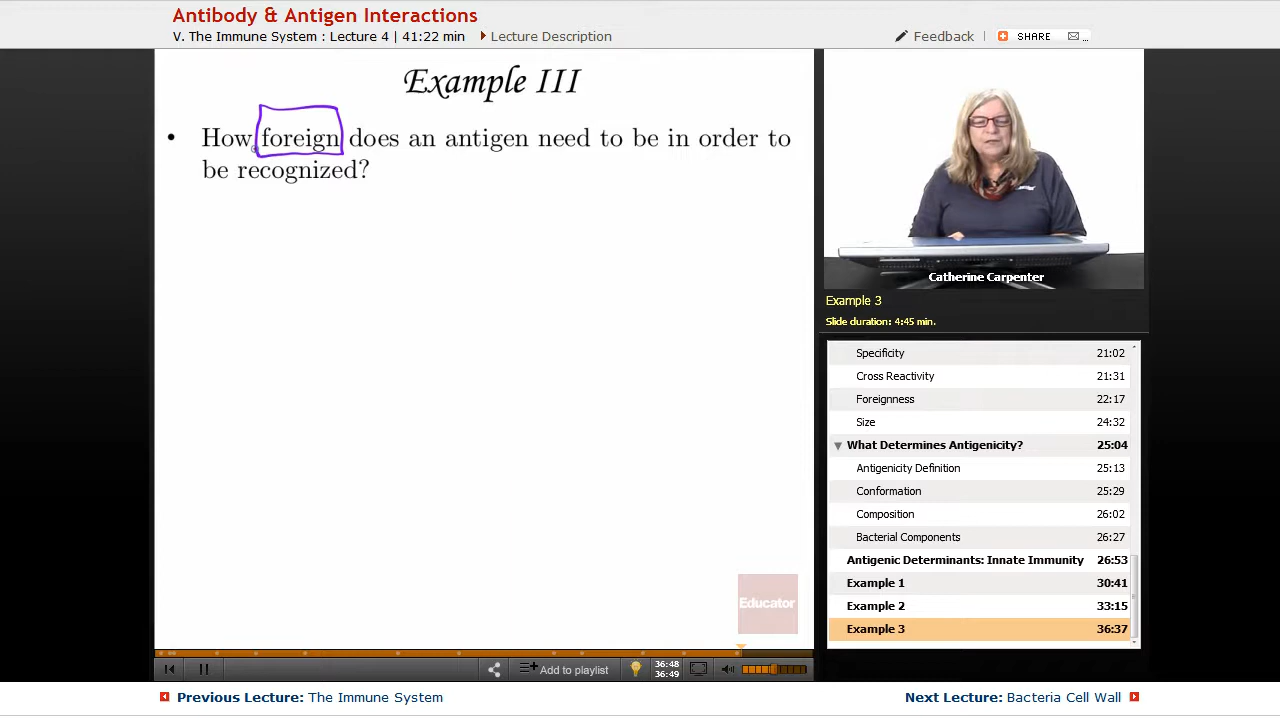 Antibody & Antigen Interactions
V. The Immune System : Lecture 4 | 41:22 min
Lecture Description
Feedback
SHARE
Example III
• How foreign does an antigen need to be in order to
be recognized?
Educator
Catherine Carpenter
Example 3
Slide duration: 4:45 min.
Specificity 21:02
Cross Reactivity 21:31
Foreignness 22:17
Size 24:32
What Determines Antigenicity? 25:04
Antigenicity Definition 25:13
Conformation 25:29
Composition 26:02
Bacterial Components 26:27
Antigenic Determinants: Innate Immunity 26:53
Example 1 30:41
Example 2 33:15
Example 3 36:37
Add to playlist
36:48
36:49
Previous Lecture: The Immune System
Next Lecture: Bacteria Cell Wall